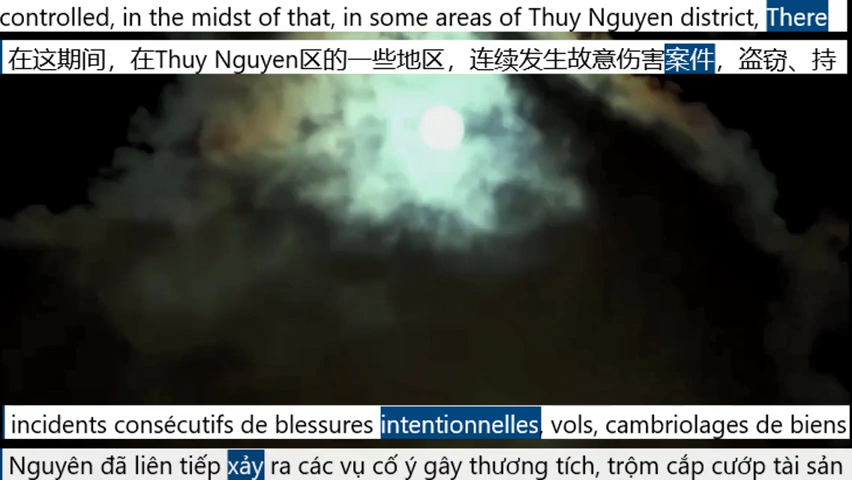 controlled, in the midst of that, in some areas of Thuy Nguyen district, There
在这期间，在Thuy Nguyen区的一些地区，连续发生故意伤害案件，盗窃、持
incidents consécutifs de blessures intentionnelles, vols, cambriolages de biens
Nguyên đã liên tiếp xảy ra các vụ cố ý gây thương tích, trộm cắp cướp tài sản